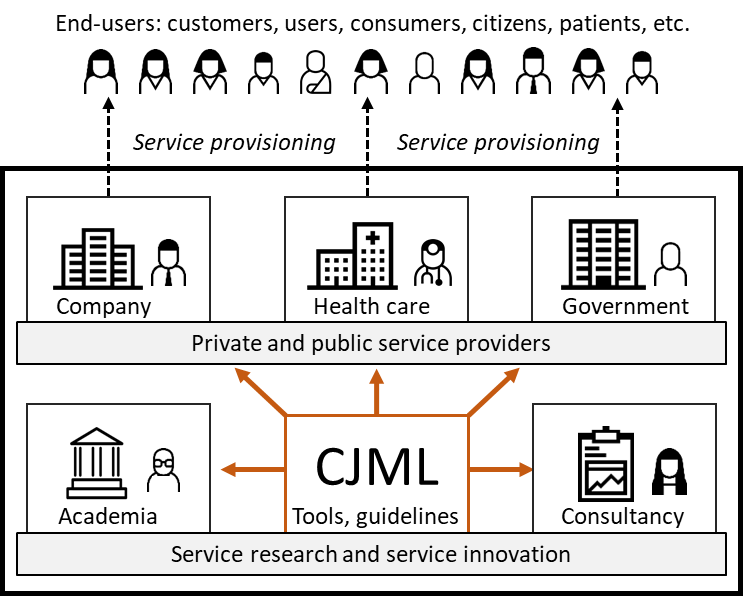 End-users: customers, users, consumers, citizens, patients, etc.
Service provisioning
Service provisioning
Company
Health care
Government
Private and public service providers
CJML
Academia
Tools, guidelines
Consultancy
Service research and service innovation